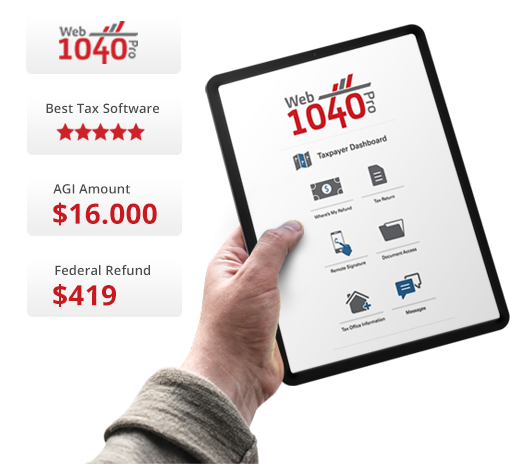 Web
1040
Pro
Best Tax Software
AGI Amount
$16.000
Federal Refund
$419
Web
1040
Pro
Taxpayer Dashboard
$
Where's My Refund
Tax Return
Remote Signature
Document Access
Tax Office Information
Messages